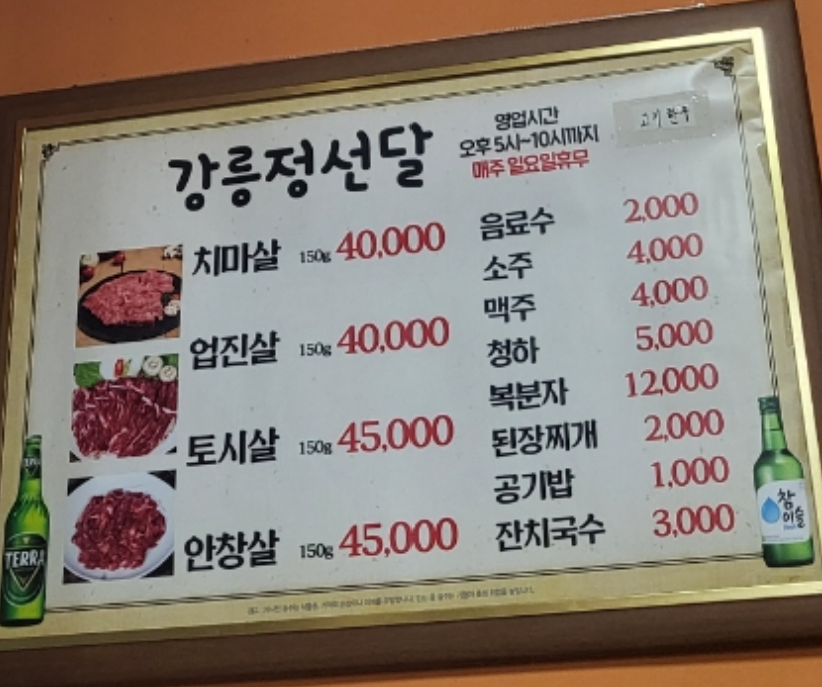 강릉정선달
영업시간
오후 5시~10시까지
매주 일요일휴무
고기 한우
치마살 150g 40,000
업진살 150g 40,000
토시살 150g 45,000
안창살 150g 45,000
음료수 2,000
소주 4,000
맥주 4,000
청하 5,000
복분자 12,000
된장찌개 2,000
공기밥 1,000
잔치국수 3,000
TERRA
TERRA
참
이슬